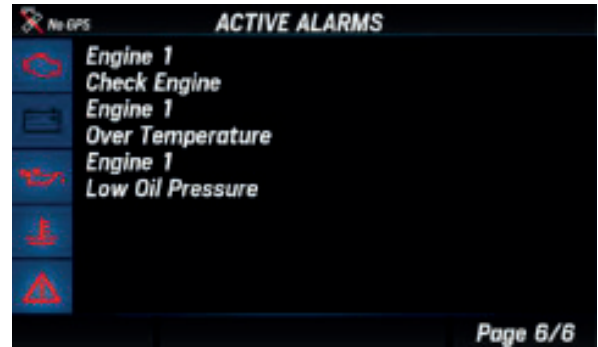 No GPS
ACTIVE ALARMS
Engine 1
Check Engine
Engine 1
Over Temperature
Engine 1
Low Oil Pressure
Page 6/6